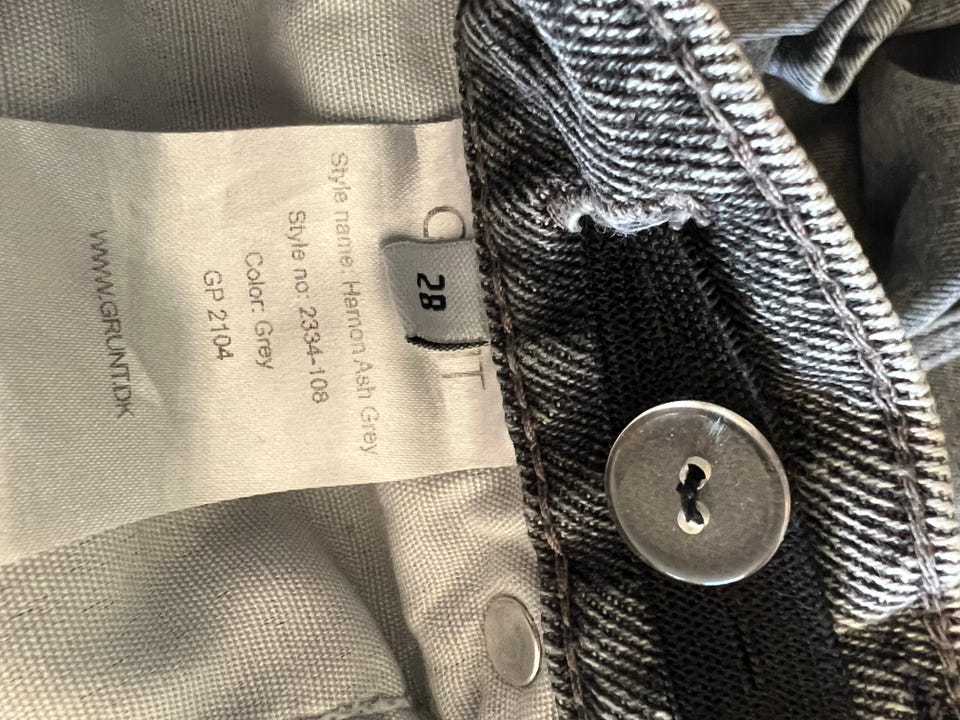 28
Style name: Hamon Ash Grey
Style no: 2334-108
Color: Grey
GP 2104
WWW.GRUNT.DK